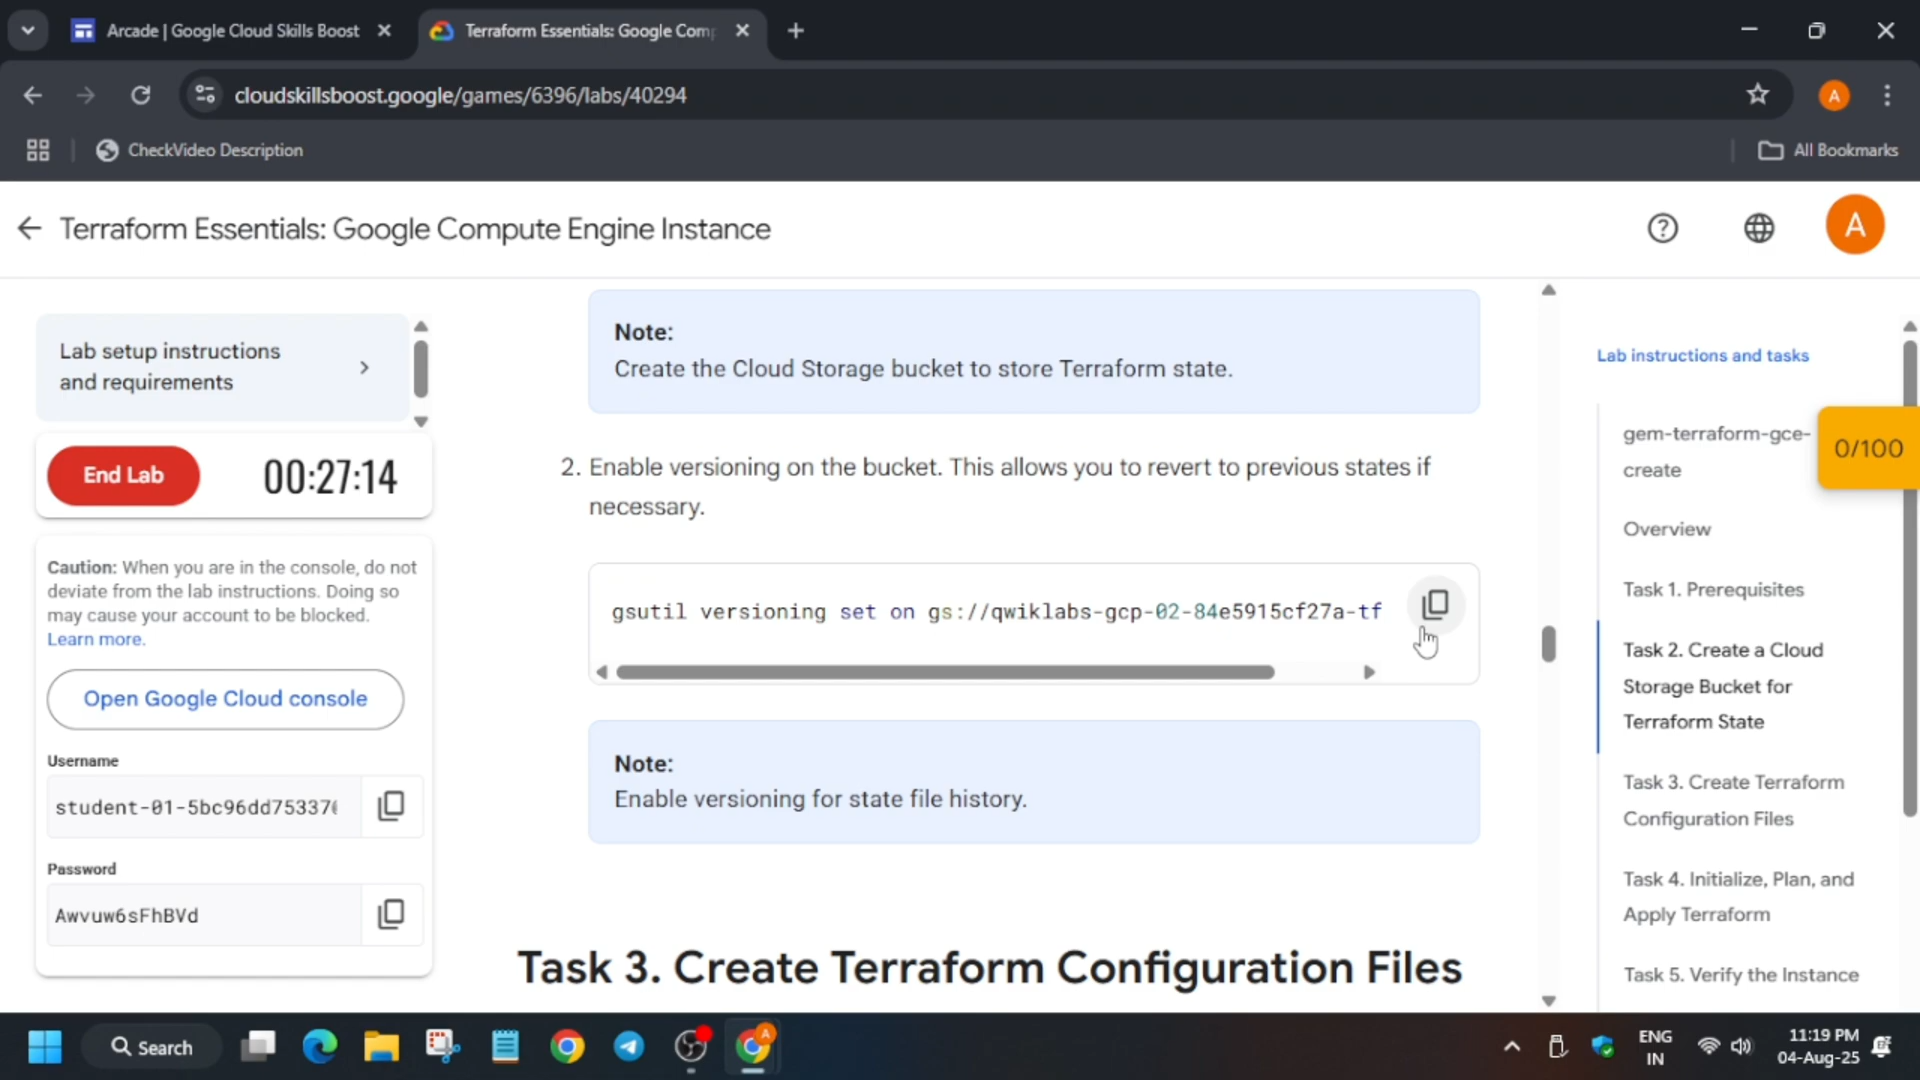 Arcade | Google Cloud Skills Boost
Terraform Essentials: Google Comp
cloudskillsboost.google/games/6396/labs/40294
A
CheckVideo Description
All Bookmarks
Terraform Essentials: Google Compute Engine Instance
A
Lab setup instructions
and requirements
End Lab
00:27:14
Caution: When you are in the console, do not
deviate from the lab instructions. Doing so
may cause your account to be blocked.
Learn more.
Open Google Cloud console
Username
student-01-5bc96dd75337
Password
Awvuw6sFhBVd
Note:
Create the Cloud Storage bucket to store Terraform state.
2. Enable versioning on the bucket. This allows you to revert to previous states if
necessary.
gsutil versioning set on gs://qwiklabs-gcp-02-84e5915cf27a-tf
Note:
Enable versioning for state file history.
Task 3. Create Terraform Configuration Files
Lab instructions and tasks
gem-terraform-gce-
create
0/100
Overview
Task 1. Prerequisites
Task 2. Create a Cloud
Storage Bucket for
Terraform State
Task 3. Create Terraform
Configuration Files
Task 4. Initialize, Plan, and
Apply Terraform
Task 5. Verify the Instance
Search
A
ENG
IN
11:19 PM
04-Aug-25